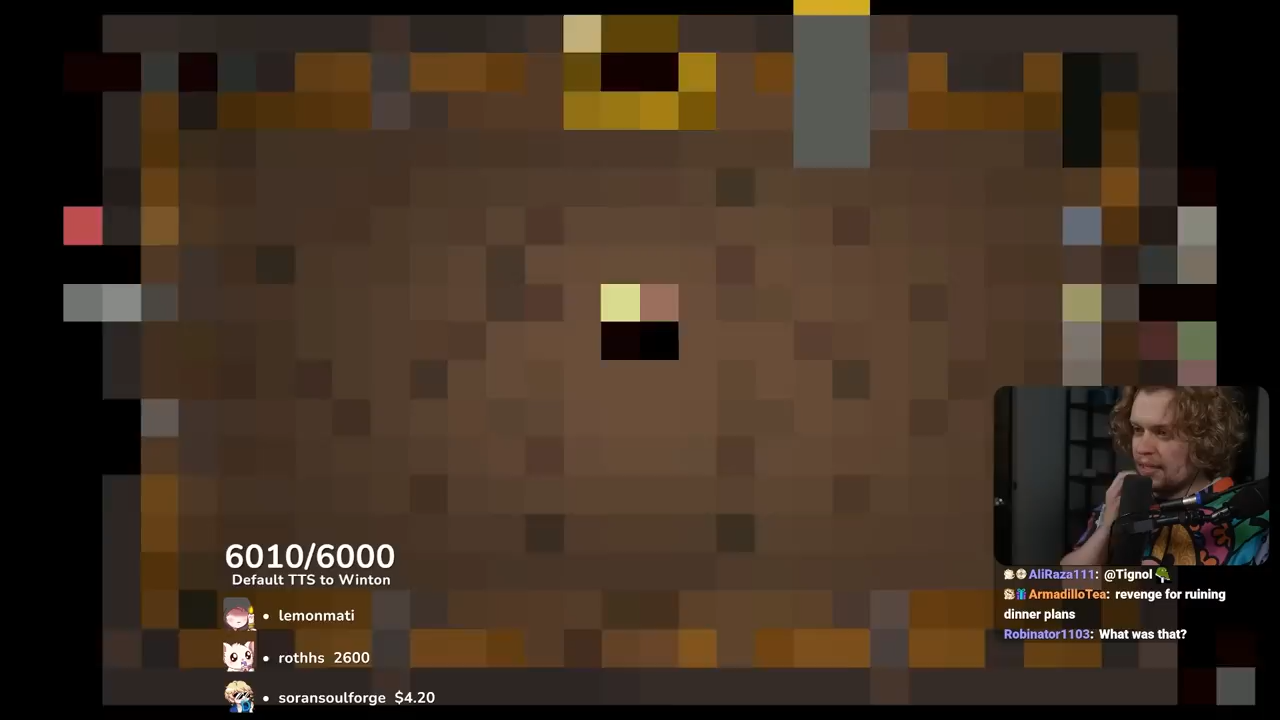 6010/6000
Default TTS to Winton
• lemonmati
• rothhs 2600
• soransoulforge $4.20
AliRaza111: @Tignol
ArmadilloTea: revenge for ruining
dinner plans
Robinator1103: What was that?